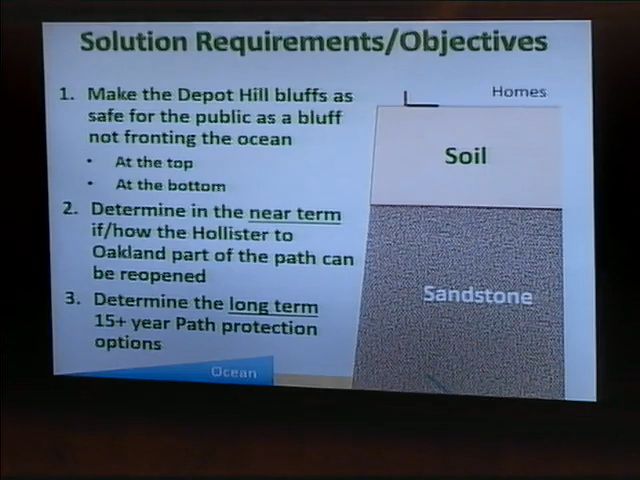 Solution Requirements/Objectives
1. Make the Depot Hill bluffs as
safe for the public as a bluff
not fronting the ocean
• At the top
• At the bottom
2. Determine in the near term
if/how the Hollister to
Oakland part of the path can
be reopened
3. Determine the long term
15+ year Path protection
options
Homes
Soil
Sandstone
Ocean